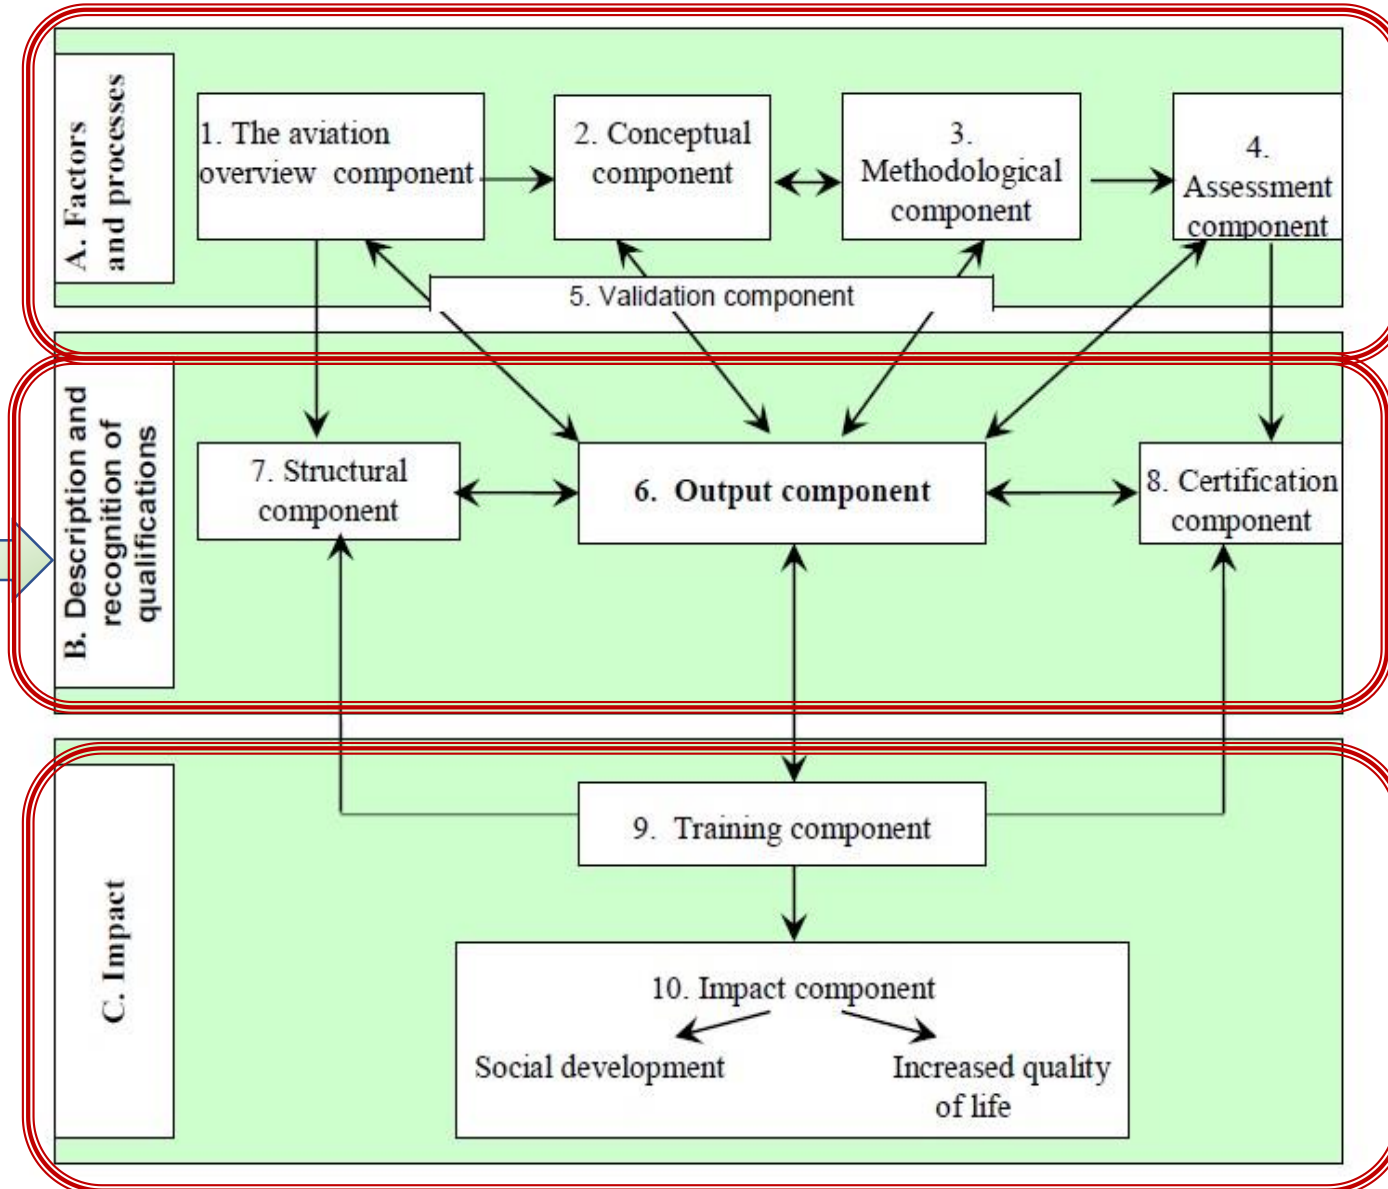 A. Factors
and processes
1. The aviation
overview component
2. Conceptual
component
3.
Methodological
component
4.
Assessment
component
5. Validation component
B. Description and
recognition of
qualifications
7. Structural
component
6. Output component
8. Certification
component
C. Impact
9. Training component
10. Impact component
Social development
Increased quality
of life